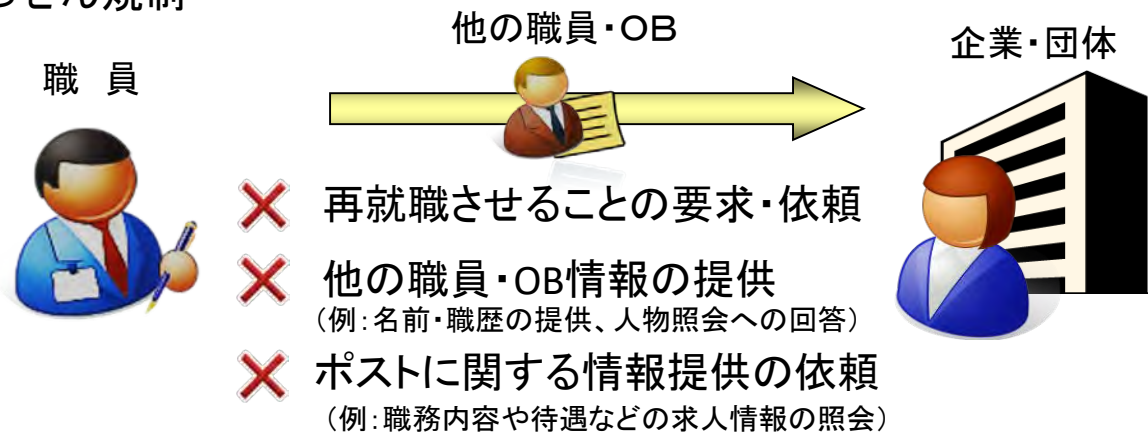 規制
他の職員・OB
企業・団体
職 員
再就職させることの要求・依頼
他の職員・OB情報の提供
（例：名前・職歴の提供、人物照会への回答）
ポストに関する情報提供の依頼
（例：職務内容や待遇などの求人情報の照会）